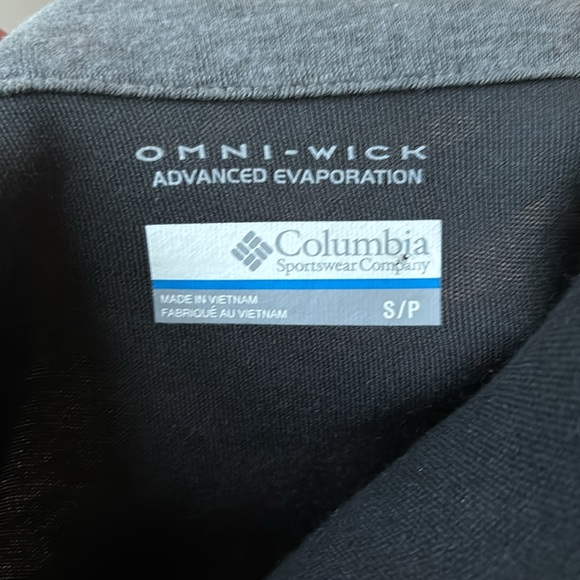 OMNI-WICK
ADVANCED EVAPORATION
Columbia
Sportswear Company
MADE IN VIETNAM
FABRIQUÉ AU VIETNAM
S/P